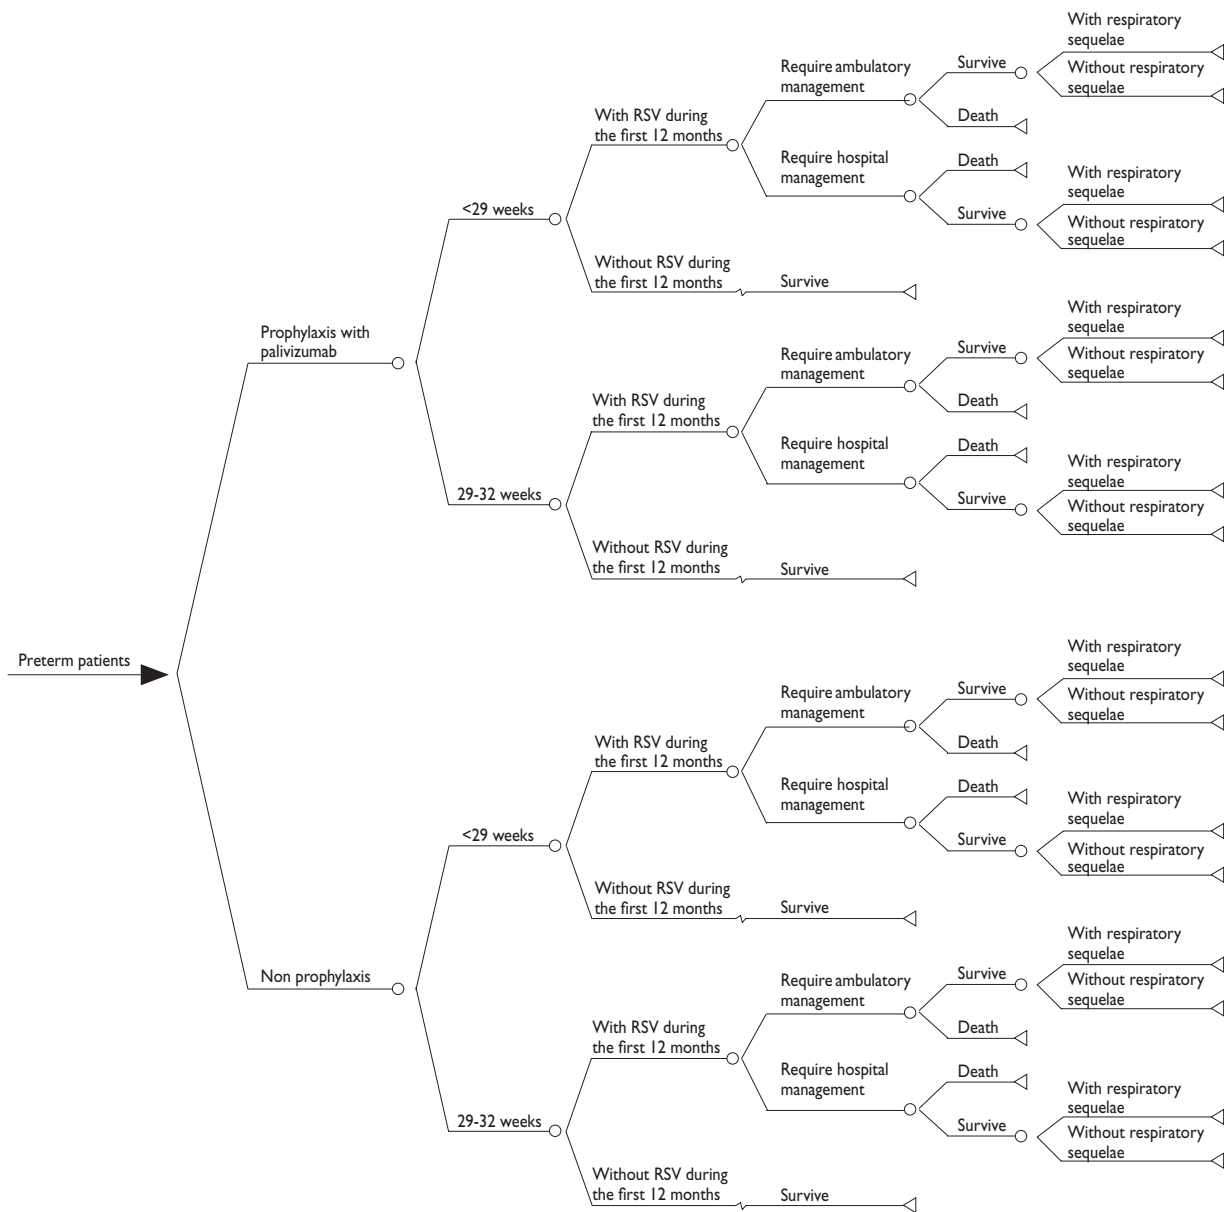 Preterm patients
Prophylaxis with
palivizumab
<29 weeks
With RSV during
the first 12 months
Require ambulatory
management
Survive
With respiratory
sequelae
Without respiratory
sequelae
Death
Require hospital
management
Death
Survive
With respiratory
sequelae
Without respiratory
sequelae
Without RSV during
the first 12 months
Survive
29-32 weeks
With RSV during
the first 12 months
Require ambulatory
management
Survive
With respiratory
sequelae
Without respiratory
sequelae
Death
Require hospital
management
Death
Survive
With respiratory
sequelae
Without respiratory
sequelae
Without RSV during
the first 12 months
Survive
Non prophylaxis
<29 weeks
With RSV during
the first 12 months
Require ambulatory
management
Survive
With respiratory
sequelae
Without respiratory
sequelae
Death
Require hospital
management
Death
Survive
With respiratory
sequelae
Without respiratory
sequelae
Without RSV during
the first 12 months
Survive
29-32 weeks
With RSV during
the first 12 months
Require ambulatory
management
Survive
With respiratory
sequelae
Without respiratory
sequelae
Death
Require hospital
management
Death
Survive
With respiratory
sequelae
Without respiratory
sequelae
Without RSV during
the first 12 months
Survive